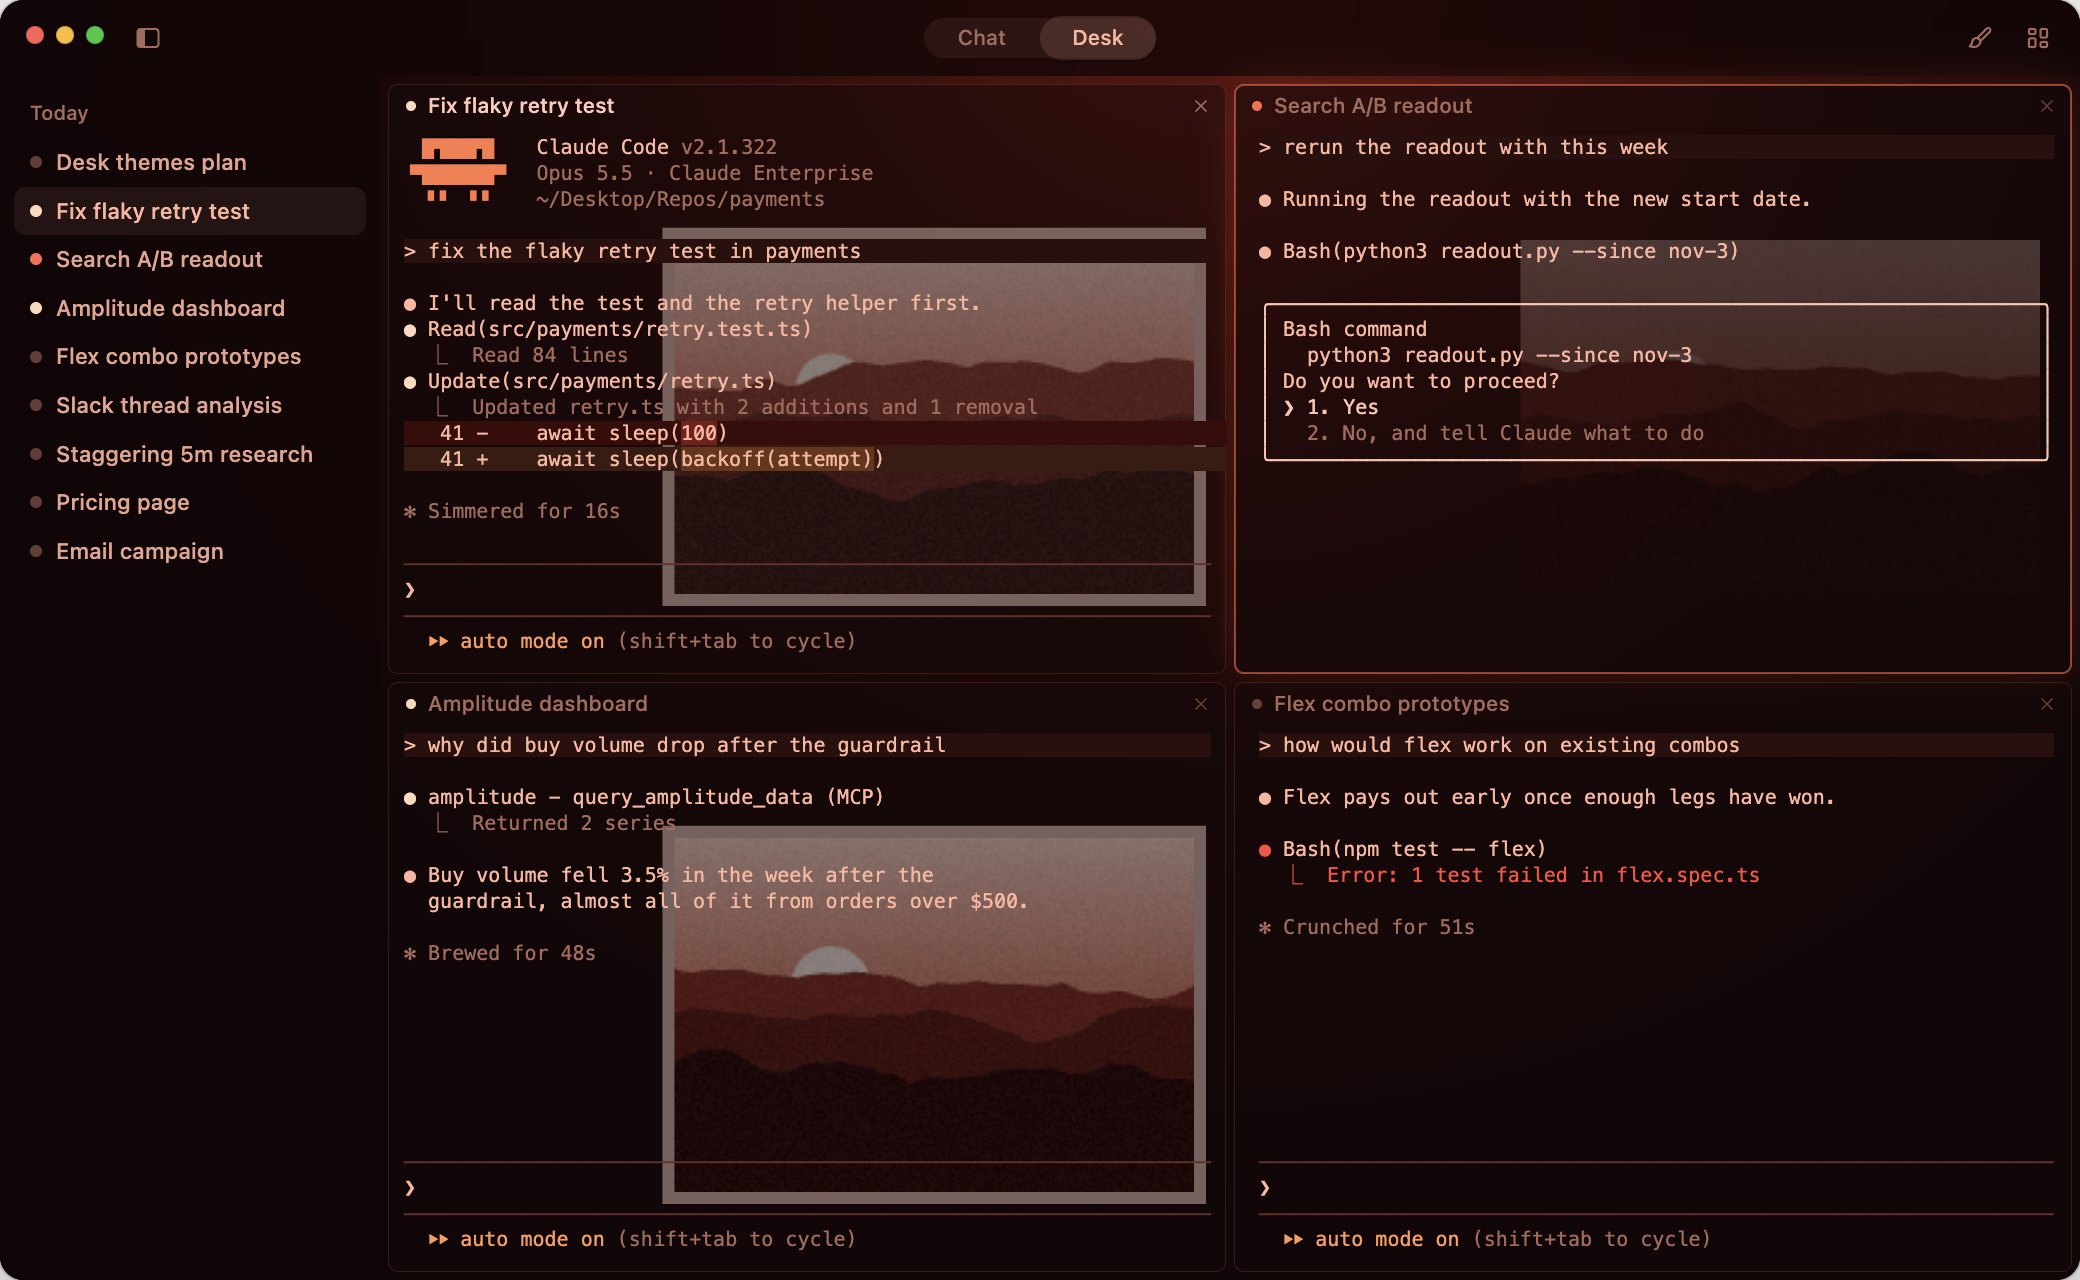 Chat
Desk
Today
Desk themes plan
Fix flaky retry test
Search A/B readout
Amplitude dashboard
Flex combo prototypes
Slack thread analysis
Staggering 5m research
Pricing page
Email campaign
Fix flaky retry test
Claude Code v2.1.322
Opus 5.5 · Claude Enterprise
~/Desktop/Repos/payments
> fix the flaky retry test in payments
● I'll read the test and the retry helper first.
● Read(src/payments/retry.test.ts)
⎿ Read 84 lines
● Update(src/payments/retry.ts)
⎿ Updated retry.ts with 2 additions and 1 removal
41 - await sleep(100)
41 + await sleep(backoff(attempt))
✻ Simmered for 16s
❯
⏵⏵ auto mode on (shift+tab to cycle)
Search A/B readout
> rerun the readout with this week
● Running the readout with the new start date.
● Bash(python3 readout.py --since nov-3)
Bash command
python3 readout.py --since nov-3
Do you want to proceed?
❯ 1. Yes
2. No, and tell Claude what to do
Amplitude dashboard
> why did buy volume drop after the guardrail
● amplitude - query_amplitude_data (MCP)
⎿ Returned 2 series
● Buy volume fell 3.5% in the week after the
guardrail, almost all of it from orders over $500.
✻ Brewed for 48s
❯
⏵⏵ auto mode on (shift+tab to cycle)
Flex combo prototypes
> how would flex work on existing combos
● Flex pays out early once enough legs have won.
● Bash(npm test -- flex)
⎿ Error: 1 test failed in flex.spec.ts
✻ Crunched for 51s
❯
⏵⏵ auto mode on (shift+tab to cycle)